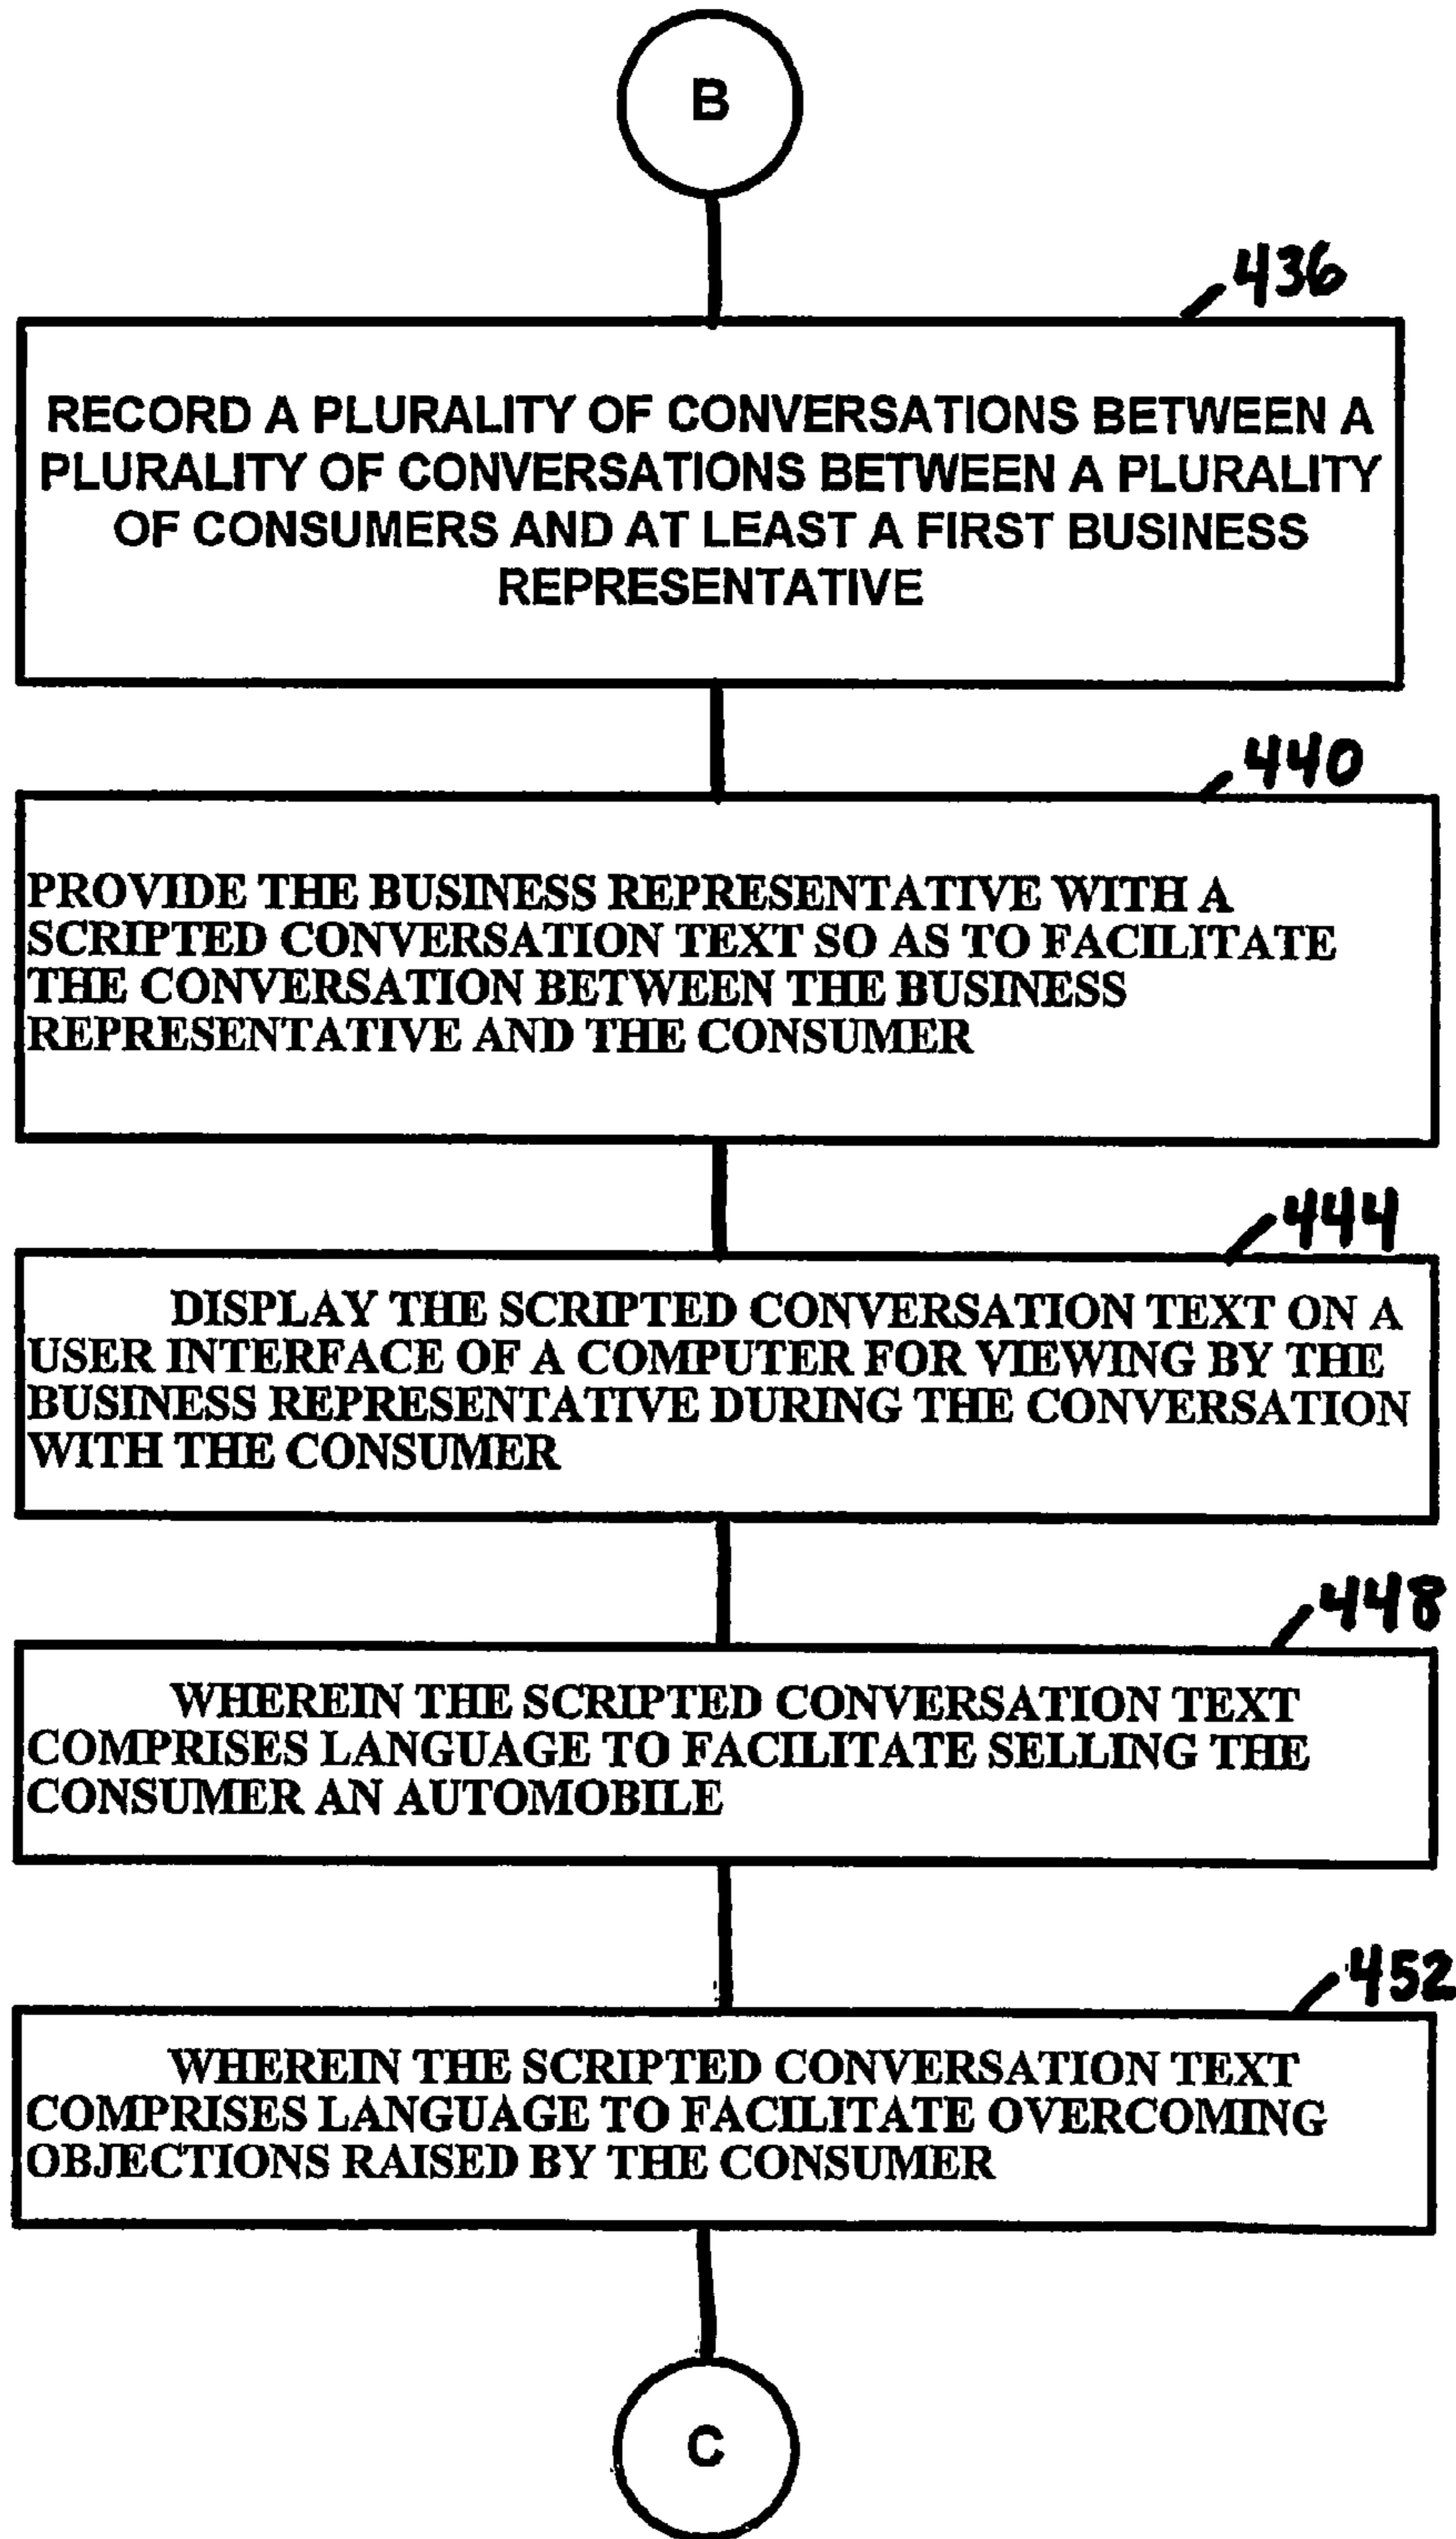 B
436
RECORD A PLURALITY OF CONVERSATIONS BETWEEN A
PLURALITY OF CONVERSATIONS BETWEEN A PLURALITY
OF CONSUMERS AND AT LEAST A FIRST BUSINESS
REPRESENTATIVE
440
PROVIDE THE BUSINESS REPRESENTATIVE WITH A
SCRIPTED CONVERSATION TEXT SO AS TO FACILITATE
THE CONVERSATION BETWEEN THE BUSINESS
REPRESENTATIVE AND THE CONSUMER
444
DISPLAY THE SCRIPTED CONVERSATION TEXT ON A
USER INTERFACE OF A COMPUTER FOR VIEWING BY THE
BUSINESS REPRESENTATIVE DURING THE CONVERSATION
WITH THE CONSUMER
448
WHEREIN THE SCRIPTED CONVERSATION TEXT
COMPRISES LANGUAGE TO FACILITATE SELLING THE
CONSUMER AN AUTOMOBILE
452
WHEREIN THE SCRIPTED CONVERSATION TEXT
COMPRISES LANGUAGE TO FACILITATE OVERCOMING
OBJECTIONS RAISED BY THE CONSUMER
C